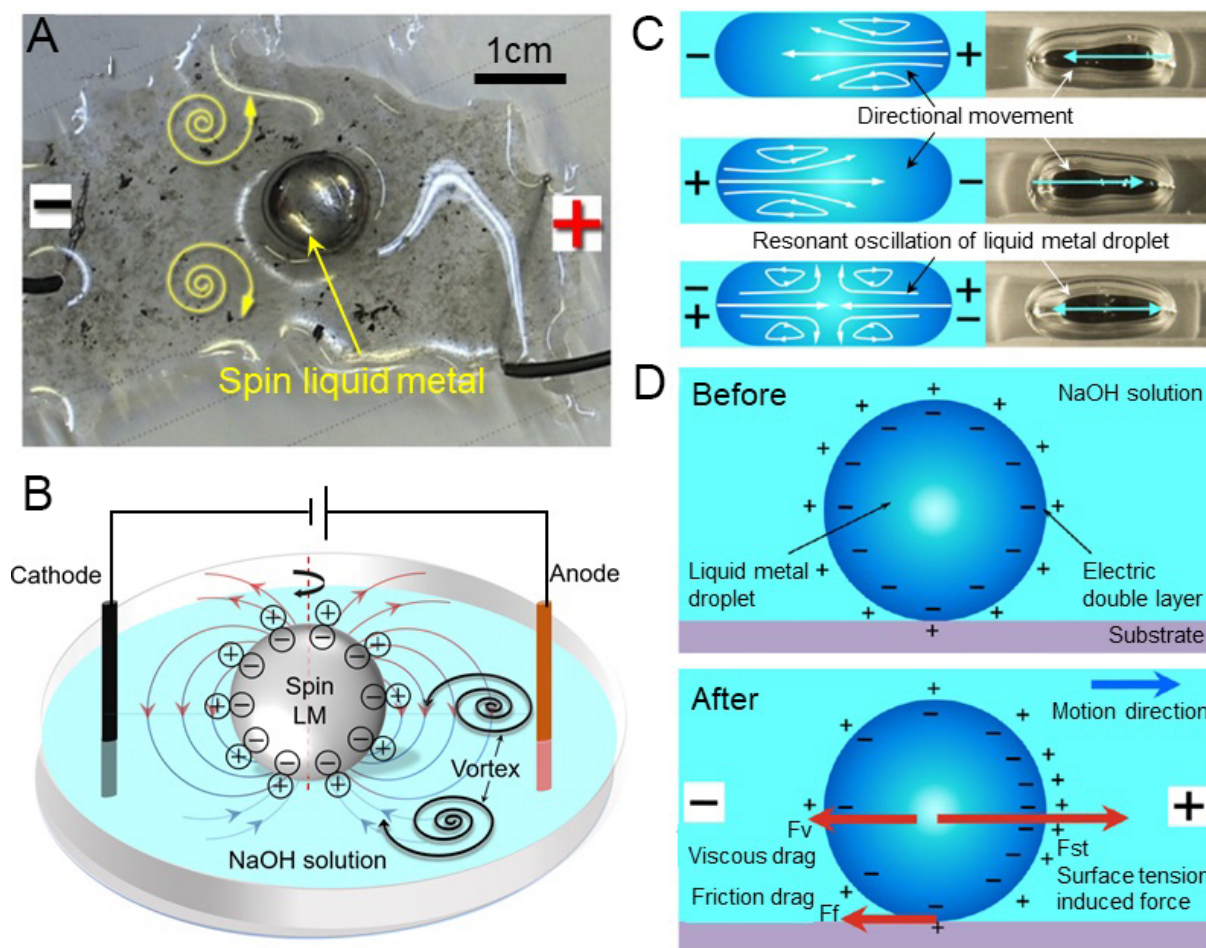 A
1cm
−
+
Spin liquid metal
B
Cathode
Anode
Spin
LM
Vortex
NaOH solution
C
− +
Directional movement
+ −
Resonant oscillation of liquid metal droplet
− +
+ −
D
Before
NaOH solution
Liquid metal
droplet
Electric
double layer
Substrate
After
Motion direction
−
+
Fv
Viscous drag
Fst
Surface tension
induced force
Friction drag
Ff